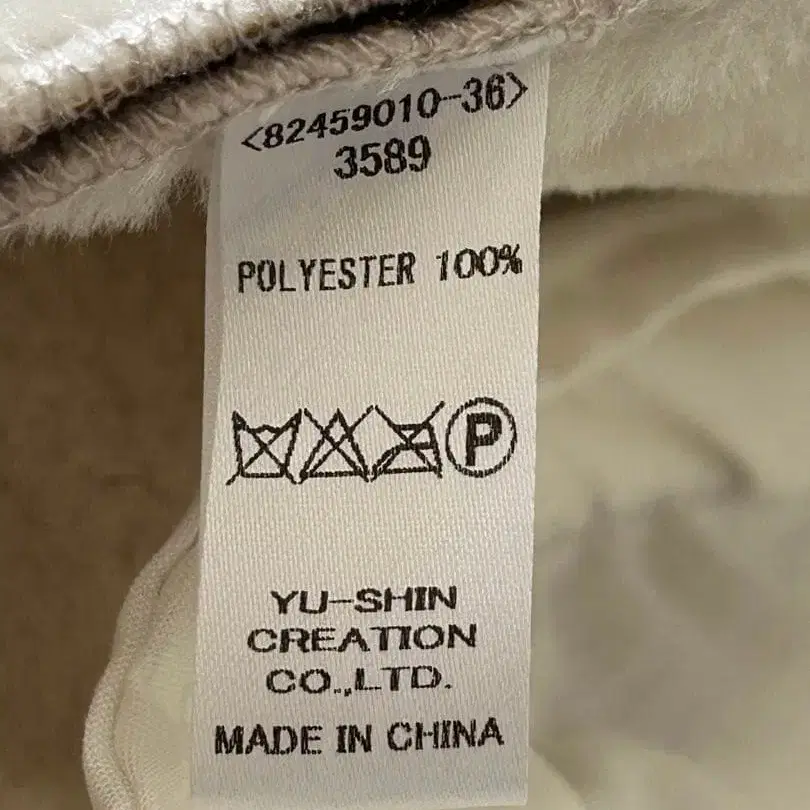 <82459010-36>
3589
POLYESTER 100%
P
YU-SHIN
CREATION
CO.,LTD.
MADE IN CHINA